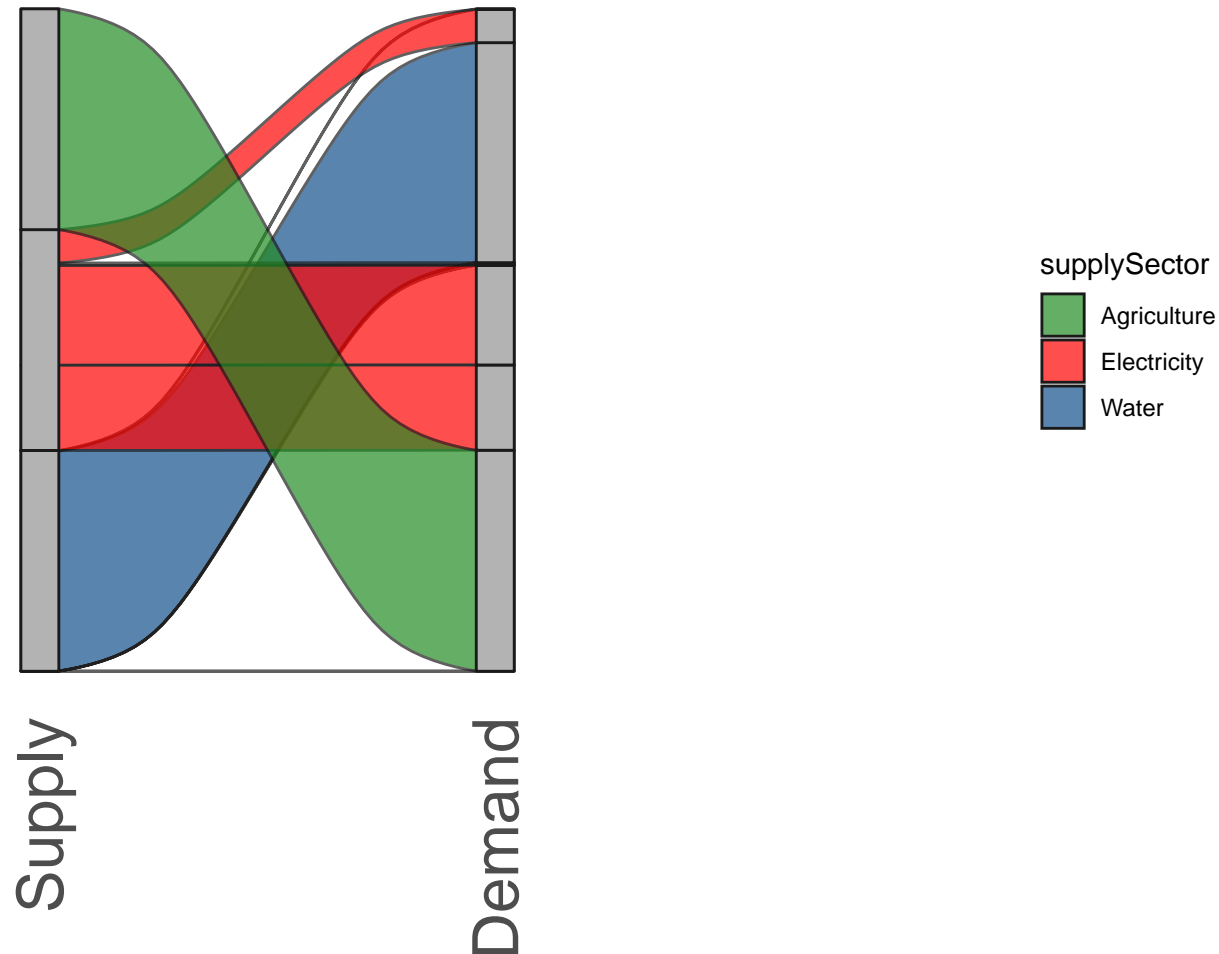 supplySector
Agriculture
Electricity
Water
Supply
Demand